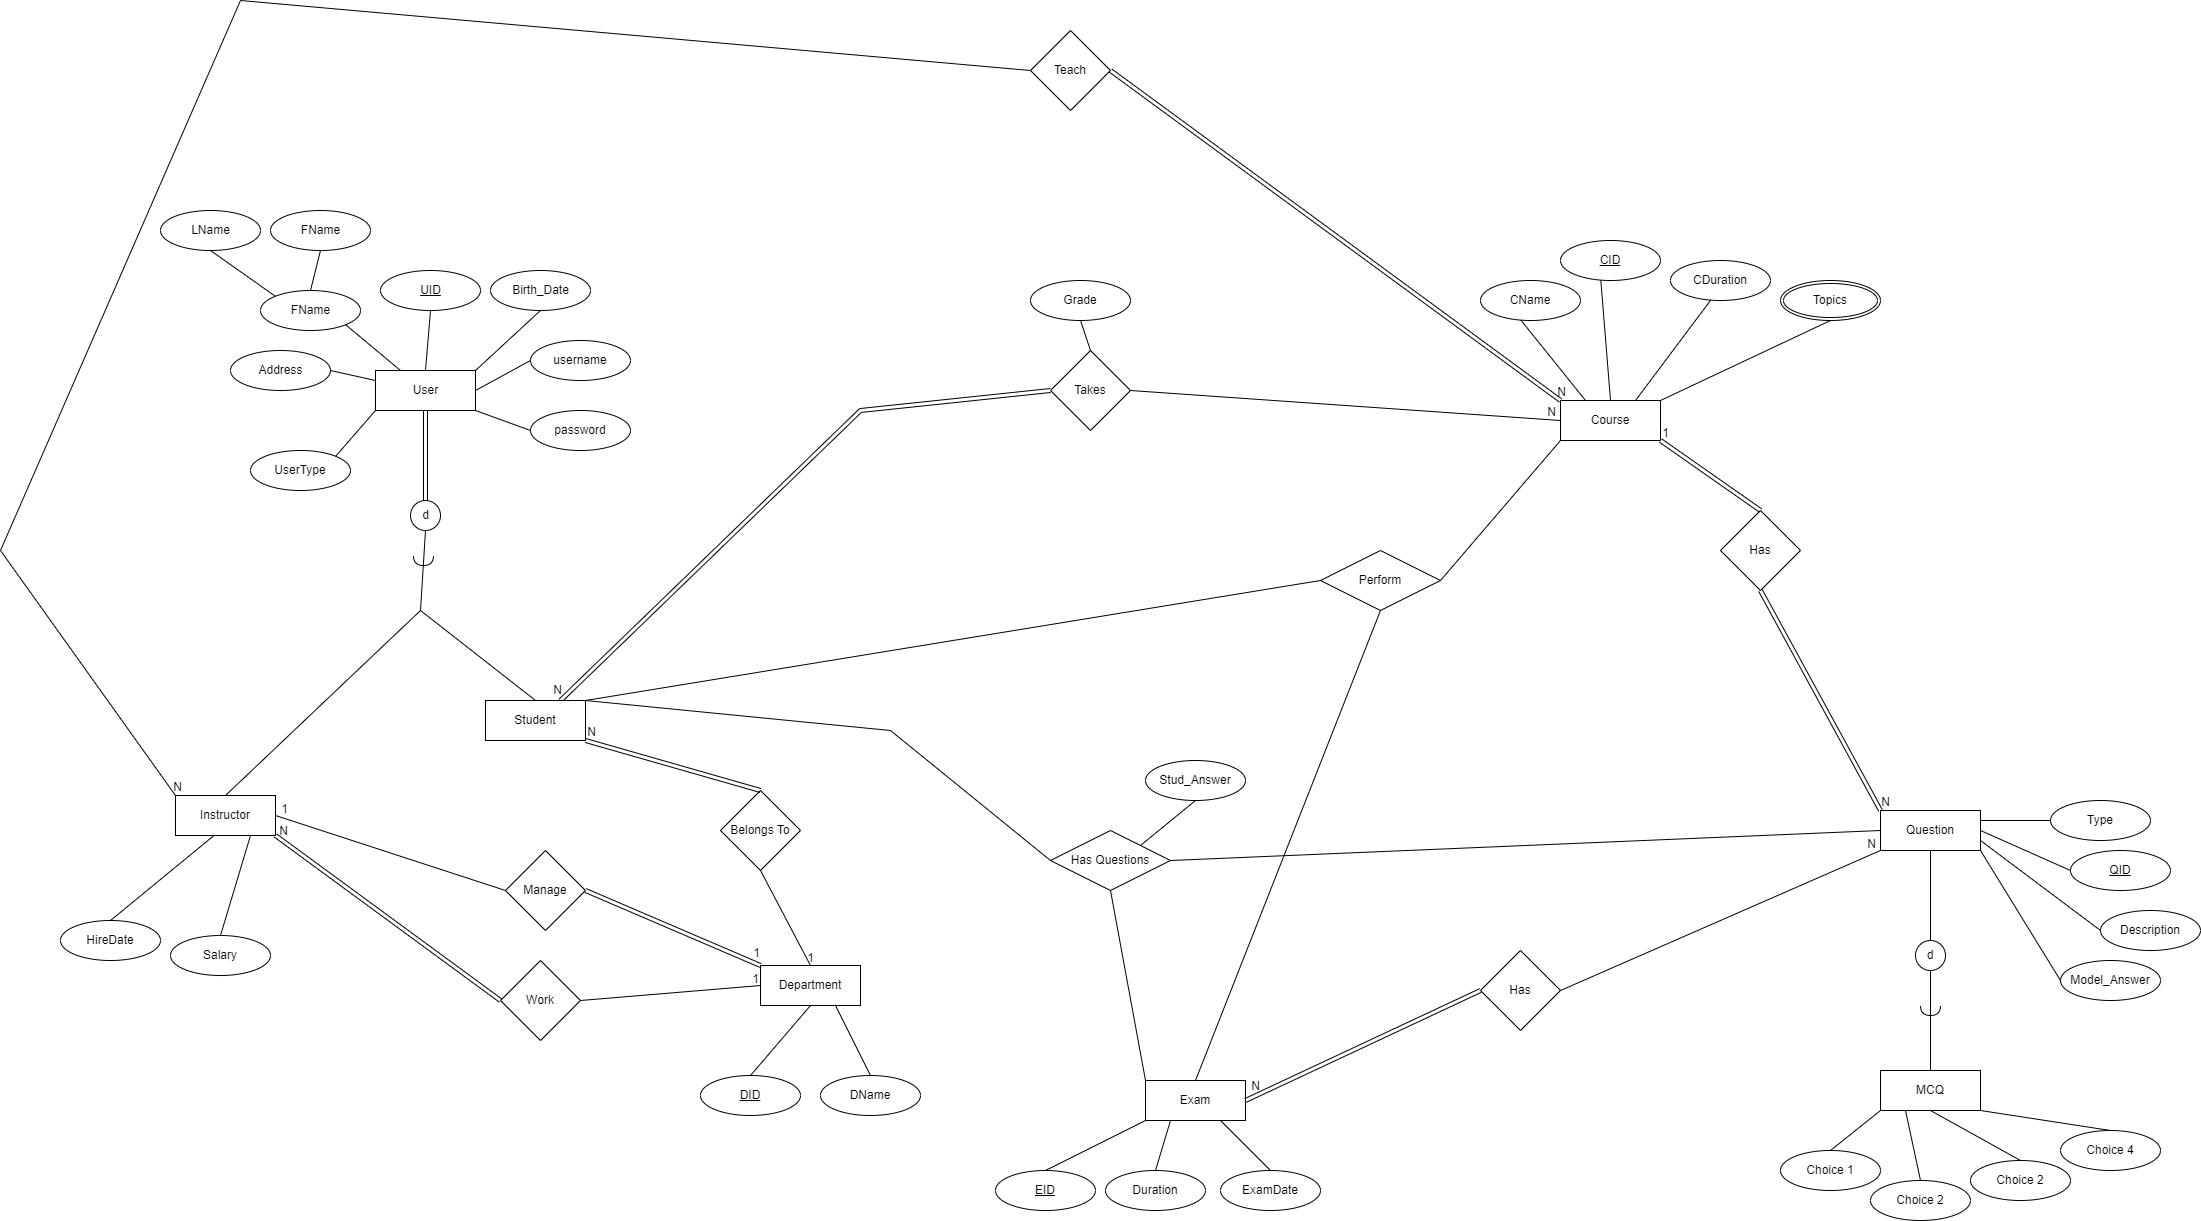 Teach
LName
FName
UID
Birth_Date
FName
Address
username
User
password
UserType
d
Grade
Takes
CName
CID
CDuration
Topics
N
N
Course
1
Has
Perform
N
Student
N
N
Instructor
1
N
HireDate
Salary
Manage
Work
Belongs To
1
1
1
Department
DID
DName
Stud_Answer
Has Questions
N
Question
N
Type
QID
Description
Model_Answer
d
Has
N
Exam
EID
Duration
ExamDate
MCQ
Choice 1
Choice 2
Choice 2
Choice 4